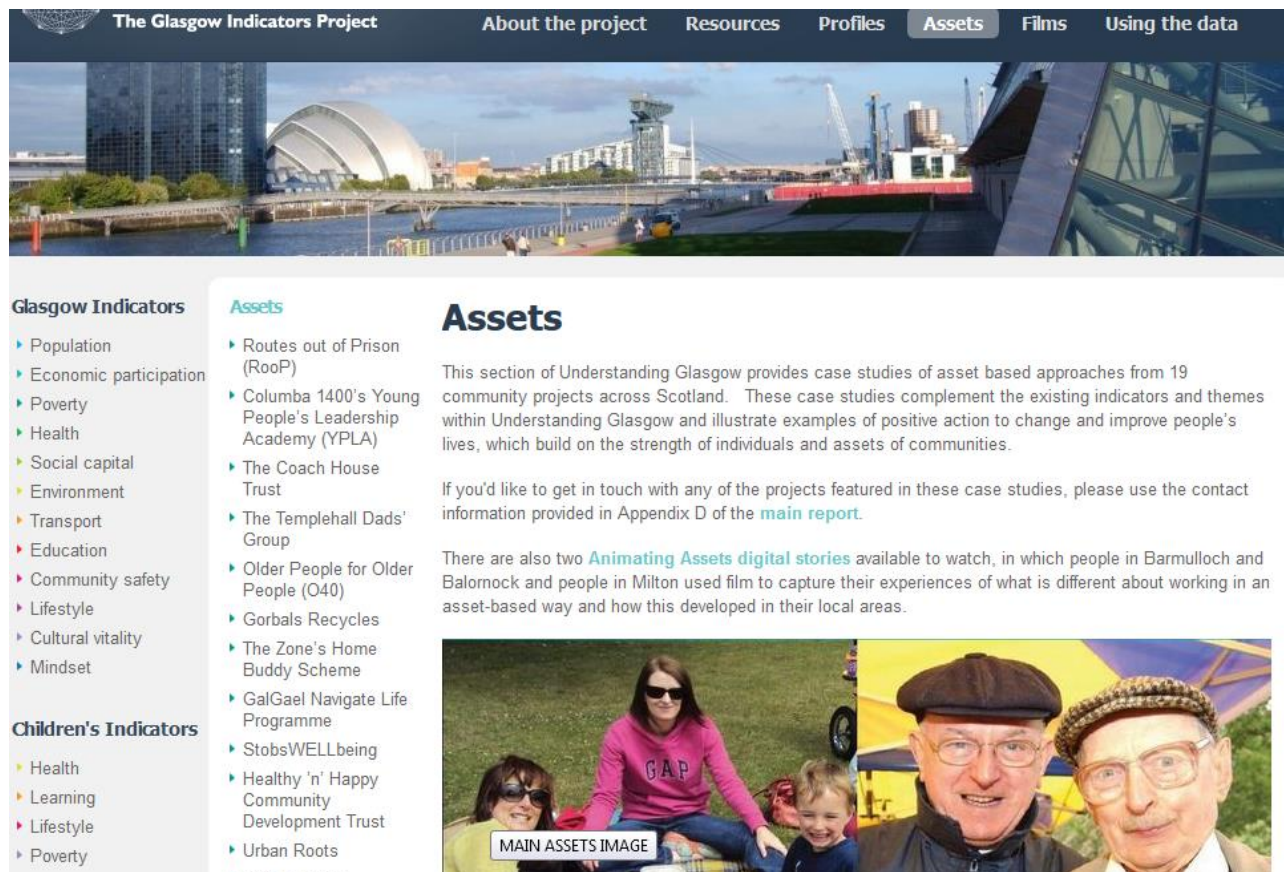 The Glasgow Indicators Project
About the project
Resources
Profiles
Assets
Films
Using the data
Glasgow Indicators
Population
Economic participation
Poverty
Health
Social capital
Environment
Transport
Education
Community safety
Lifestyle
Cultural vitality
Mindset
Children's Indicators
Health
Learning
Lifestyle
Poverty
Assets
Routes out of Prison
(RooP)
Columba 1400's Young
People's Leadership
Academy (YPLA)
The Coach House
Trust
The Templehall Dads'
Group
Older People for Older
People (O4O)
Gorbals Recycles
The Zone's Home
Buddy Scheme
GalGael Navigate Life
Programme
StobsWELLbeing
Healthy 'n' Happy
Community
Development Trust
Urban Roots
Assets
This section of Understanding Glasgow provides case studies of asset based approaches from 19
community projects across Scotland. These case studies complement the existing indicators and themes
within Understanding Glasgow and illustrate examples of positive action to change and improve people's
lives, which build on the strength of individuals and assets of communities.
If you'd like to get in touch with any of the projects featured in these case studies, please use the contact
information provided in Appendix D of the main report.
There are also two Animating Assets digital stories available to watch, in which people in Barmulloch and
Balornock and people in Milton used film to capture their experiences of what is different about working in an
asset-based way and how this developed in their local areas.
GAP
MAIN ASSETS IMAGE